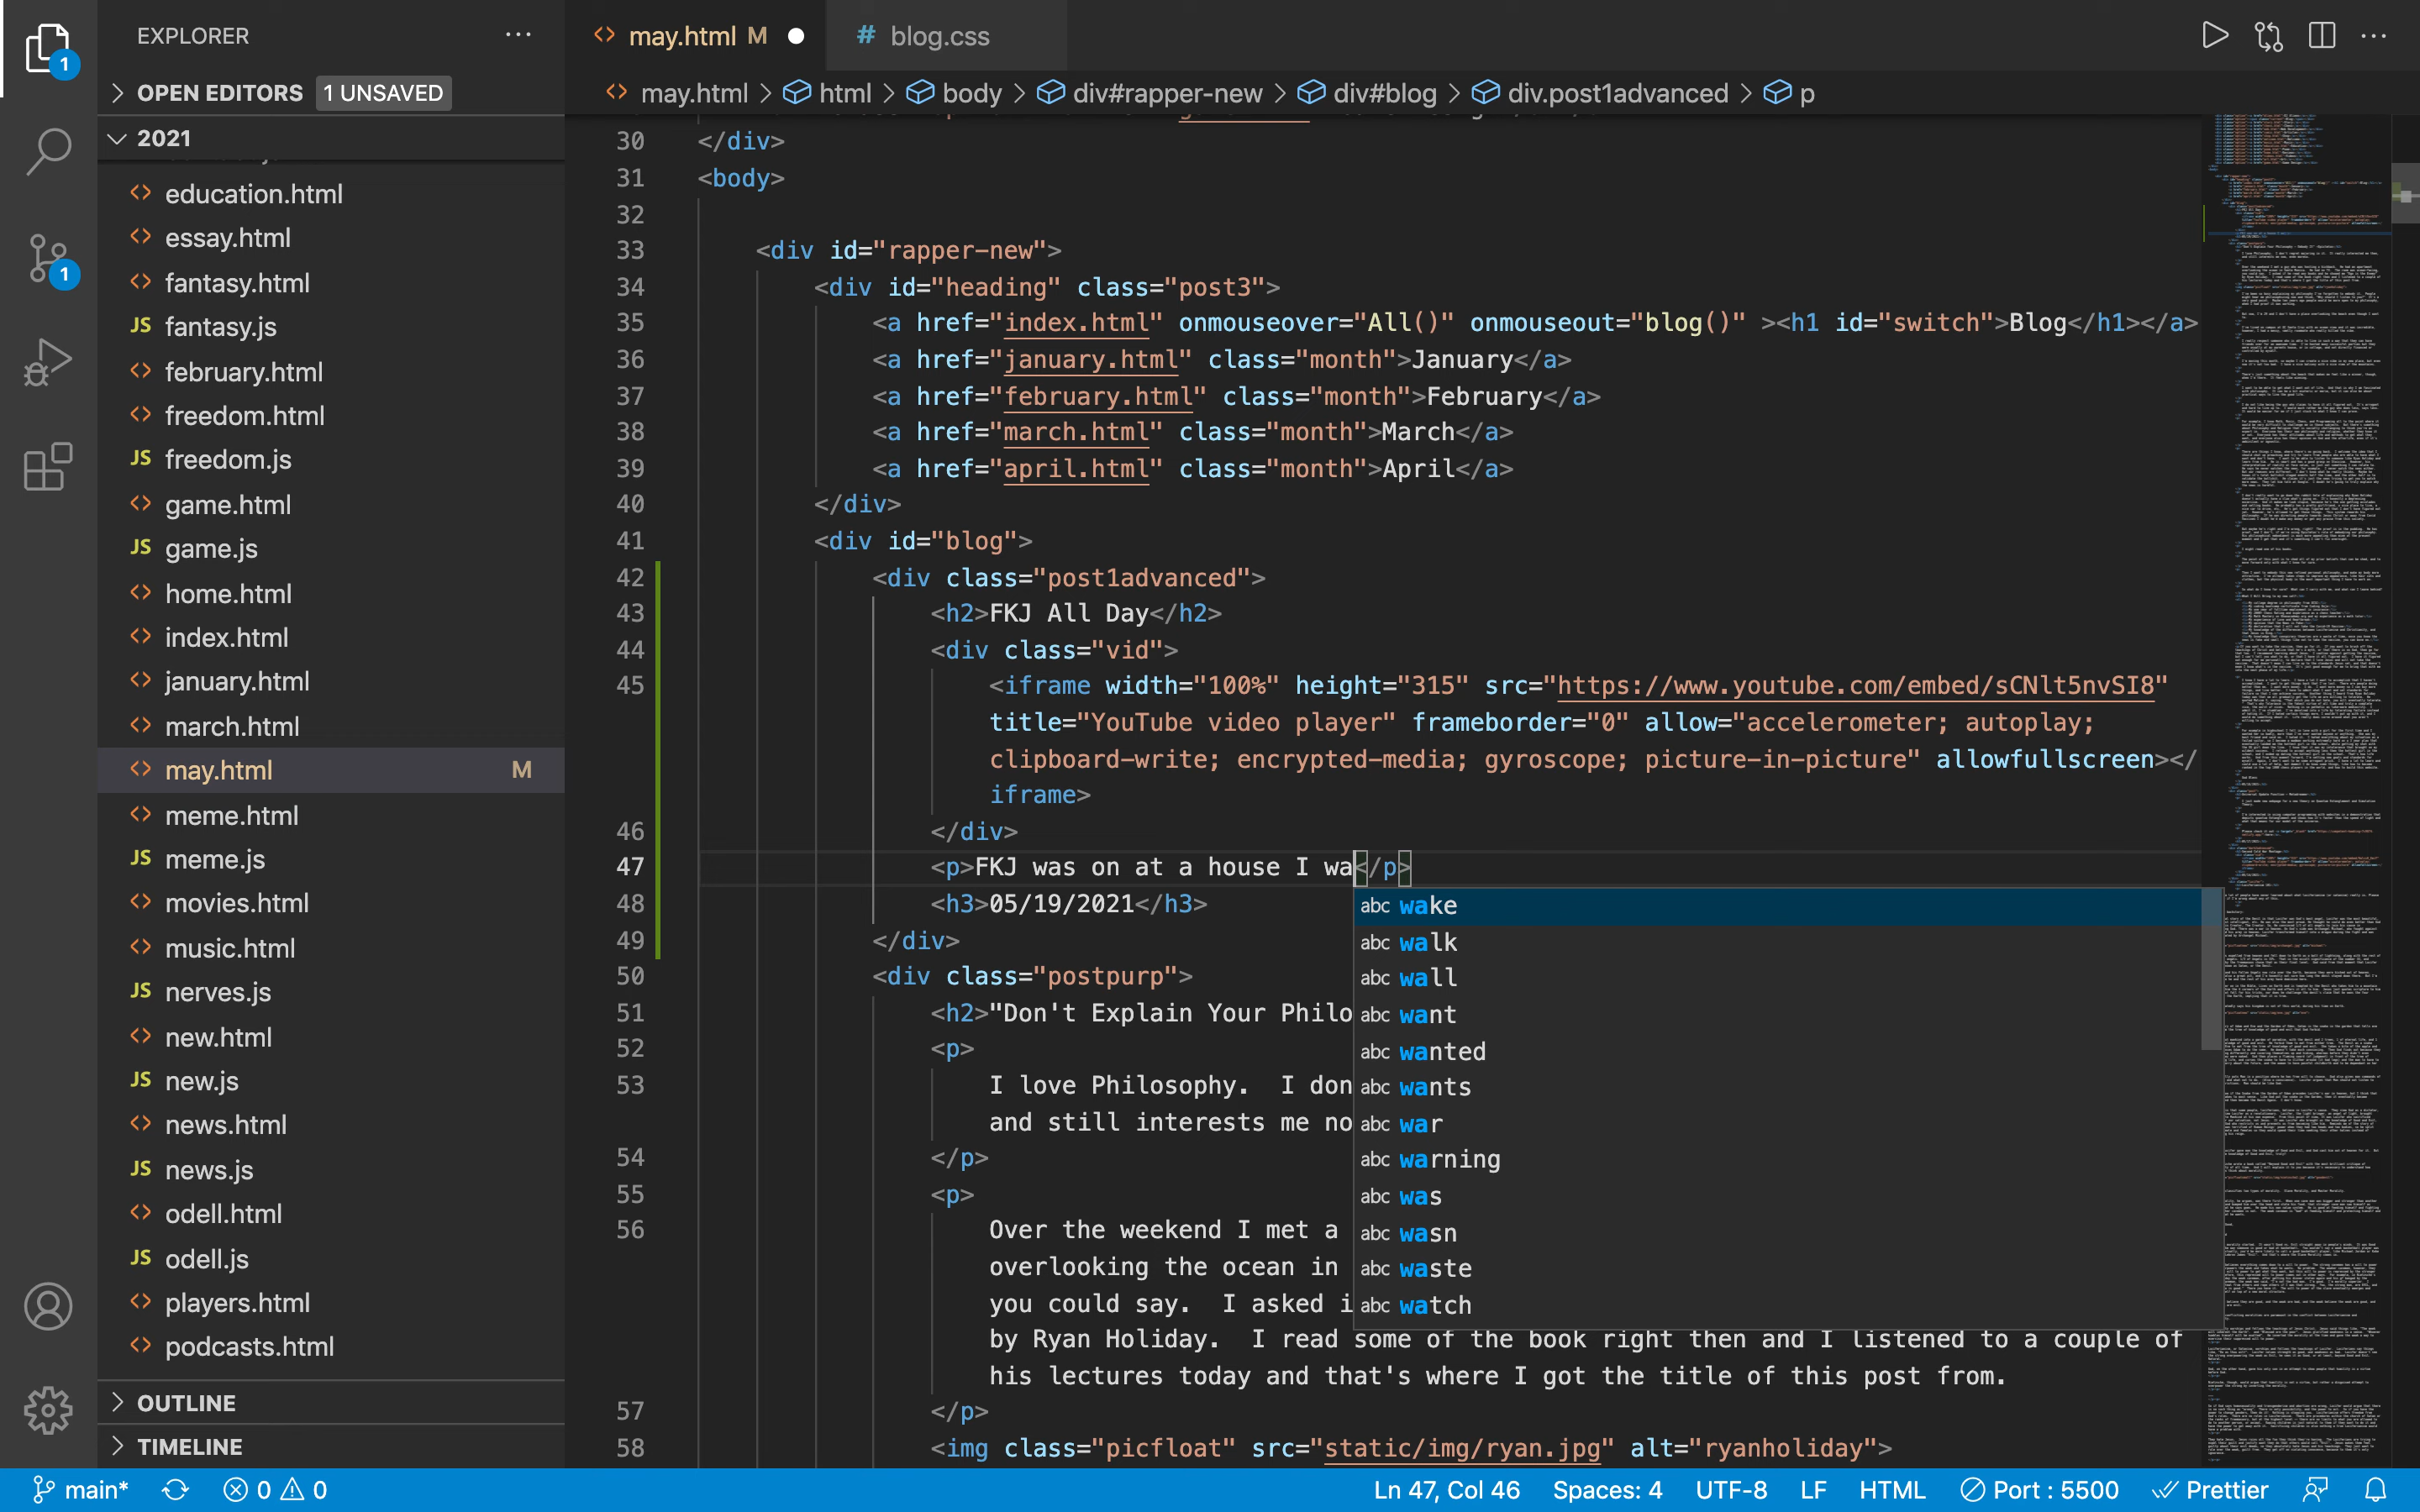 EXPLORER
OPEN EDITORS 1 UNSAVED
2021
education.html
essay.html
fantasy.html
JS fantasy.js
february.html
freedom.html
JS freedom.js
game.html
JS game.js
home.html
index.html
january.html
march.html
may.html M
meme.html
JS meme.js
movies.html
music.html
JS nerves.js
new.html
JS new.js
news.html
JS news.js
odell.html
JS odell.js
players.html
podcasts.html
OUTLINE
TIMELINE
1
1
may.html M
# blog.css
may.html > html > body > div#rapper-new > div#blog > div.post1advanced > p
30 </div>
31 <body>
32
33 <div id="rapper-new">
34 <div id="heading" class="post3">
35 <a href="index.html" onmouseover="All()" onmouseout="blog()" ><h1 id="switch">Blog</h1></a>
36 <a href="january.html" class="month">January</a>
37 <a href="february.html" class="month">February</a>
38 <a href="march.html" class="month">March</a>
39 <a href="april.html" class="month">April</a>
40 </div>
41 <div id="blog">
42 <div class="post1advanced">
43 <h2>FKJ All Day</h2>
44 <div class="vid">
45 <iframe width="100%" height="315" src="https://www.youtube.com/embed/sCNlt5nvSI8"
title="YouTube video player" frameborder="0" allow="accelerometer; autoplay;
clipboard-write; encrypted-media; gyroscope; picture-in-picture" allowfullscreen></
iframe>
46 </div>
47 <p>FKJ was on at a house I wa</p>
48 <h3>05/19/2021</h3>
49 </div>
50 <div class="postpurp">
51 <h2>"Don't Explain Your Philo
52 <p>
53 I love Philosophy. I don
and still interests me no
54 </p>
55 <p>
56 Over the weekend I met a
overlooking the ocean in
you could say. I asked i
by Ryan Holiday. I read some of the book right then and I listened to a couple of
his lectures today and that's where I got the title of this post from.
57 </p>
58 <img class="picfloat" src="static/img/ryan.jpg" alt="ryanholiday">
abc wake
abc walk
abc wall
abc want
abc wanted
abc wants
abc war
abc warning
abc was
abc wasn
abc waste
abc watch
main* 0 0 Ln 47, Col 46 Spaces: 4 UTF-8 LF HTML Port : 5500 Prettier